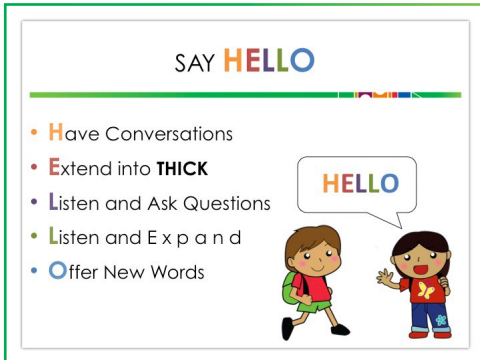 SAY HELLO
Have Conversations
Extend into THICK
Listen and Ask Questions
Listen and E x p a n d
Offer New Words
HELLO